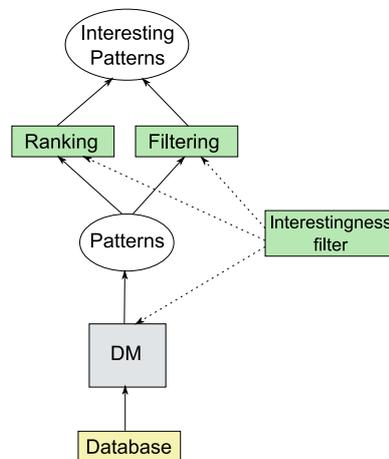 Interesting
Patterns
Ranking
Filtering
Patterns
Interestingness
filter
DM
Database